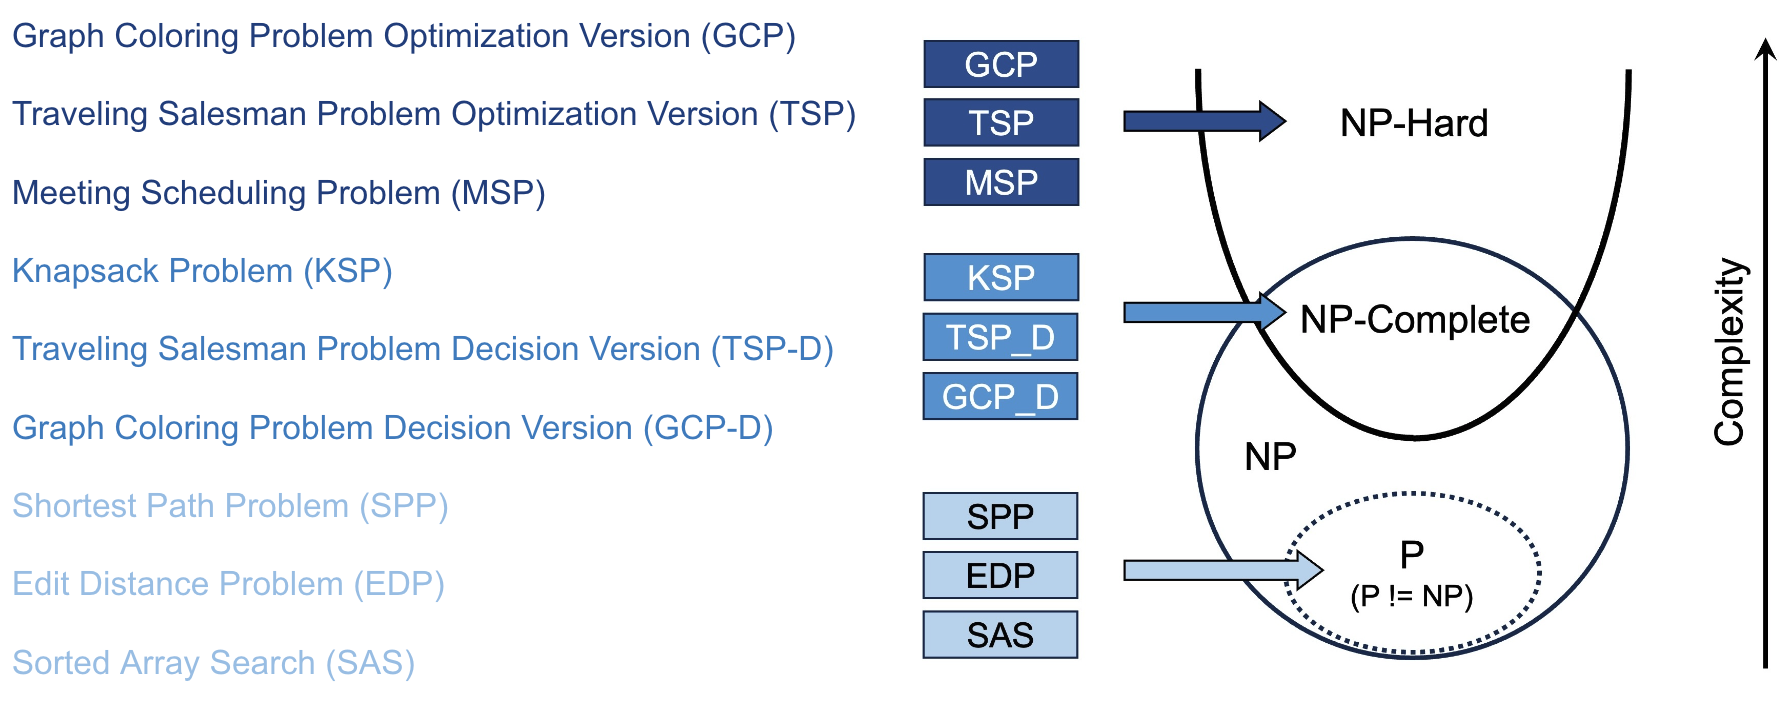 Graph Coloring Problem Optimization Version (GCP)
Traveling Salesman Problem Optimization Version (TSP)
Meeting Scheduling Problem (MSP)
Knapsack Problem (KSP)
Traveling Salesman Problem Decision Version (TSP-D)
Graph Coloring Problem Decision Version (GCP-D)
Shortest Path Problem (SPP)
Edit Distance Problem (EDP)
Sorted Array Search (SAS)
GCP
TSP
MSP
KSP
TSP_D
GCP_D
SPP
EDP
SAS
NP-Hard
NP-Complete
NP
P
(P != NP)
Complexity